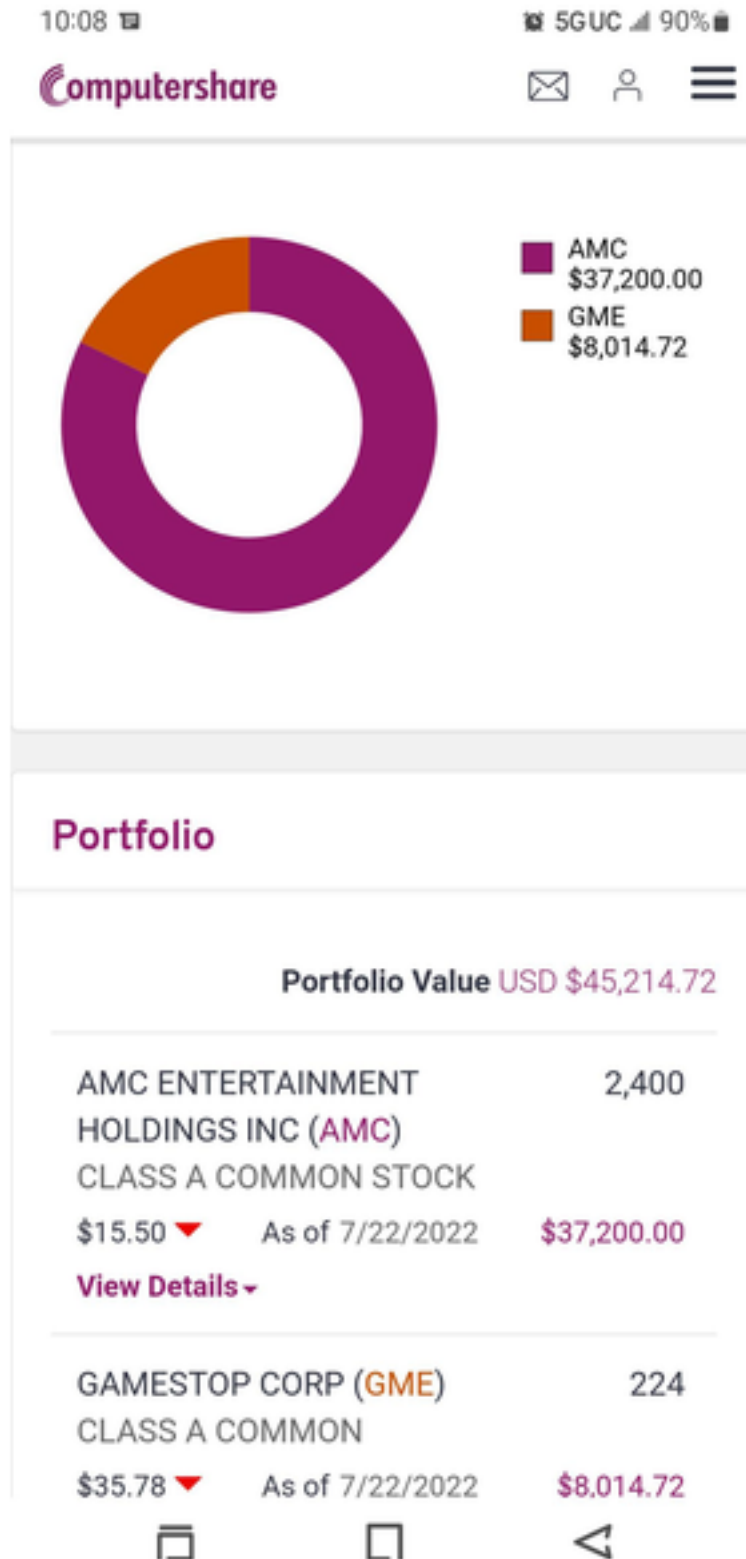 10:08 5GUC 90%
Computershare
AMC
$37,200.00
GME
$8,014.72
Portfolio
Portfolio Value USD $45,214.72
AMC ENTERTAINMENT 2,400
HOLDINGS INC (AMC)
CLASS A COMMON STOCK
$15.50 As of 7/22/2022 $37,200.00
View Details
GAMESTOP CORP (GME) 224
CLASS A COMMON
$35.78 As of 7/22/2022 $8,014.72